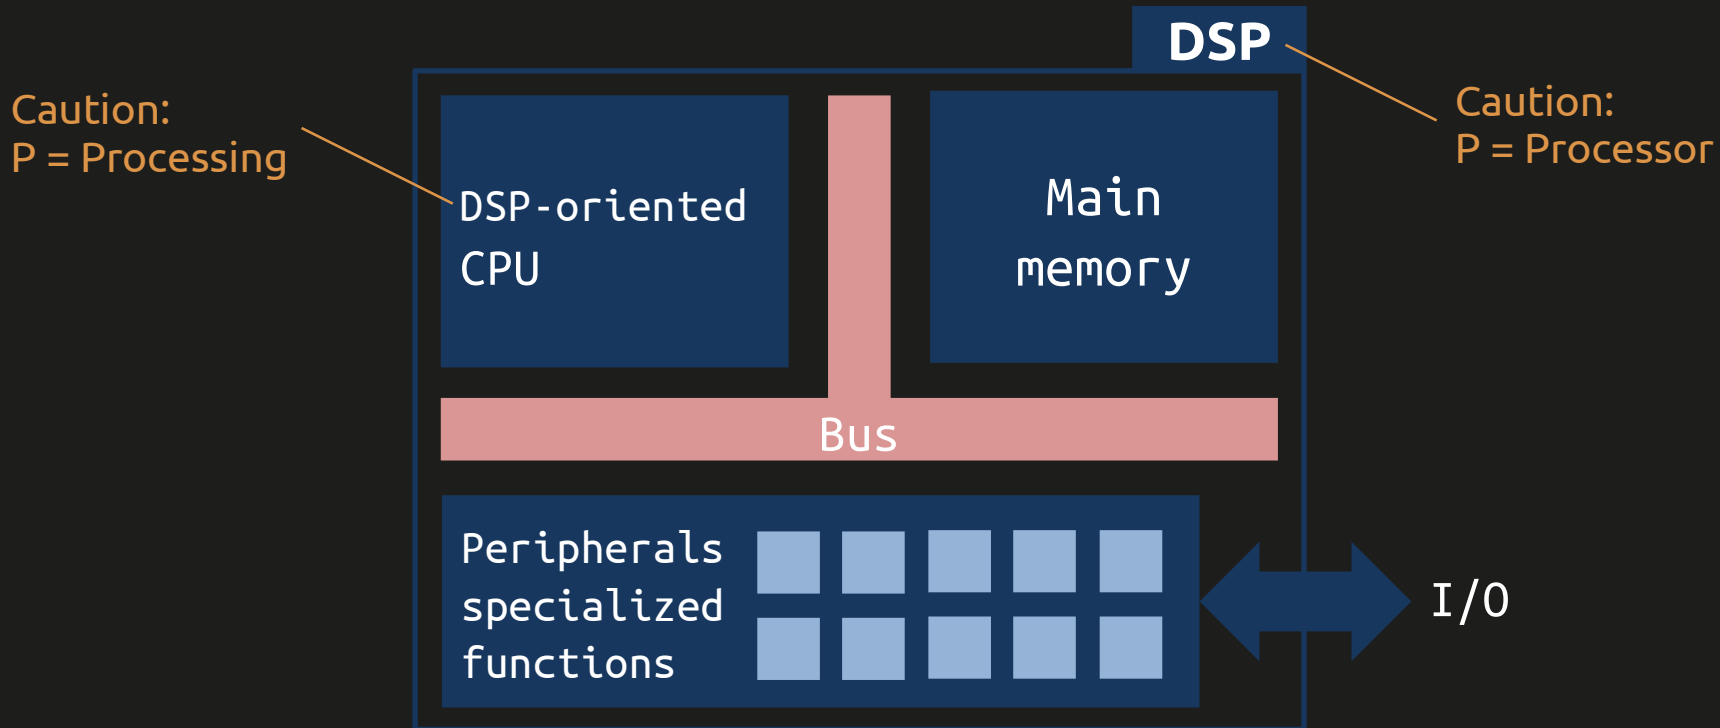 DSP
Caution:
P = Processing
Caution:
P = Processor
DSP-oriented
CPU
Main
memory
Bus
Peripherals
specialized
functions
I/O